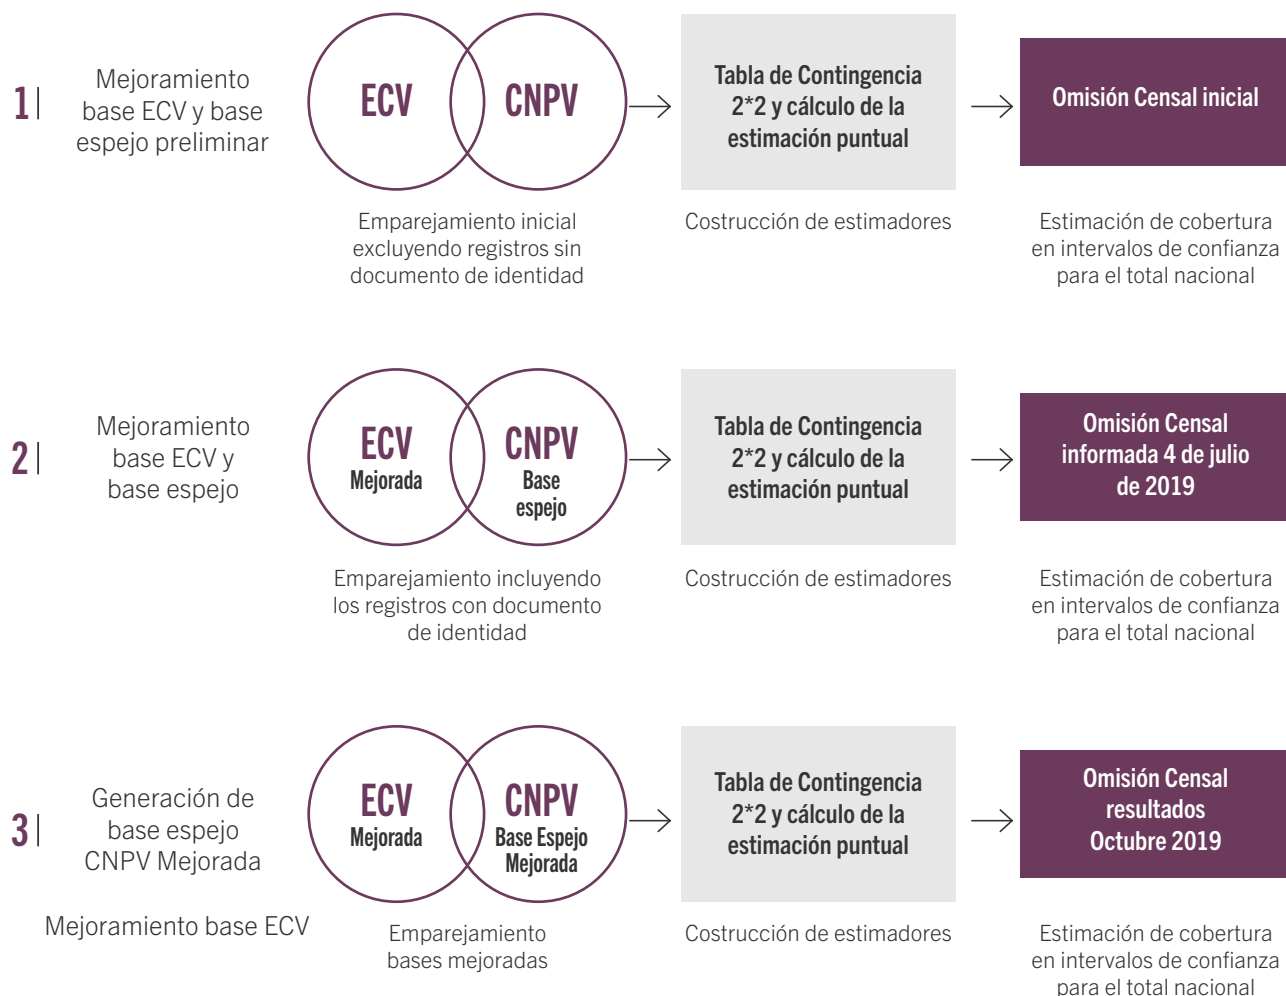 1|
Mejoramiento
base ECV y base
espejo preliminar
ECV
CNPV
Emparejamiento inicial
excluyendo registros sin
documento de identidad
Tabla de Contingencia
2*2 y cálculo de la
estimación puntual
Costrucción de estimadores
Omisión Censal inicial
Estimación de cobertura
en intervalos de confianza
para el total nacional
2|
Mejoramiento
base ECV y
base espejo
ECV
Mejorada
CNPV
Base
espejo
Emparejamiento incluyendo
los registros con documento
de identidad
Tabla de Contingencia
2*2 y cálculo de la
estimación puntual
Costrucción de estimadores
Omisión Censal
informada 4 de julio
de 2019
Estimación de cobertura
en intervalos de confianza
para el total nacional
3|
Generación de
base espejo
CNPV Mejorada
Mejoramiento base ECV
ECV
Mejorada
CNPV
Base Espejo
Mejorada
Emparejamiento
bases mejoradas
Tabla de Contingencia
2*2 y cálculo de la
estimación puntual
Costrucción de estimadores
Omisión Censal
resultados
Octubre 2019
Estimación de cobertura
en intervalos de confianza
para el total nacional